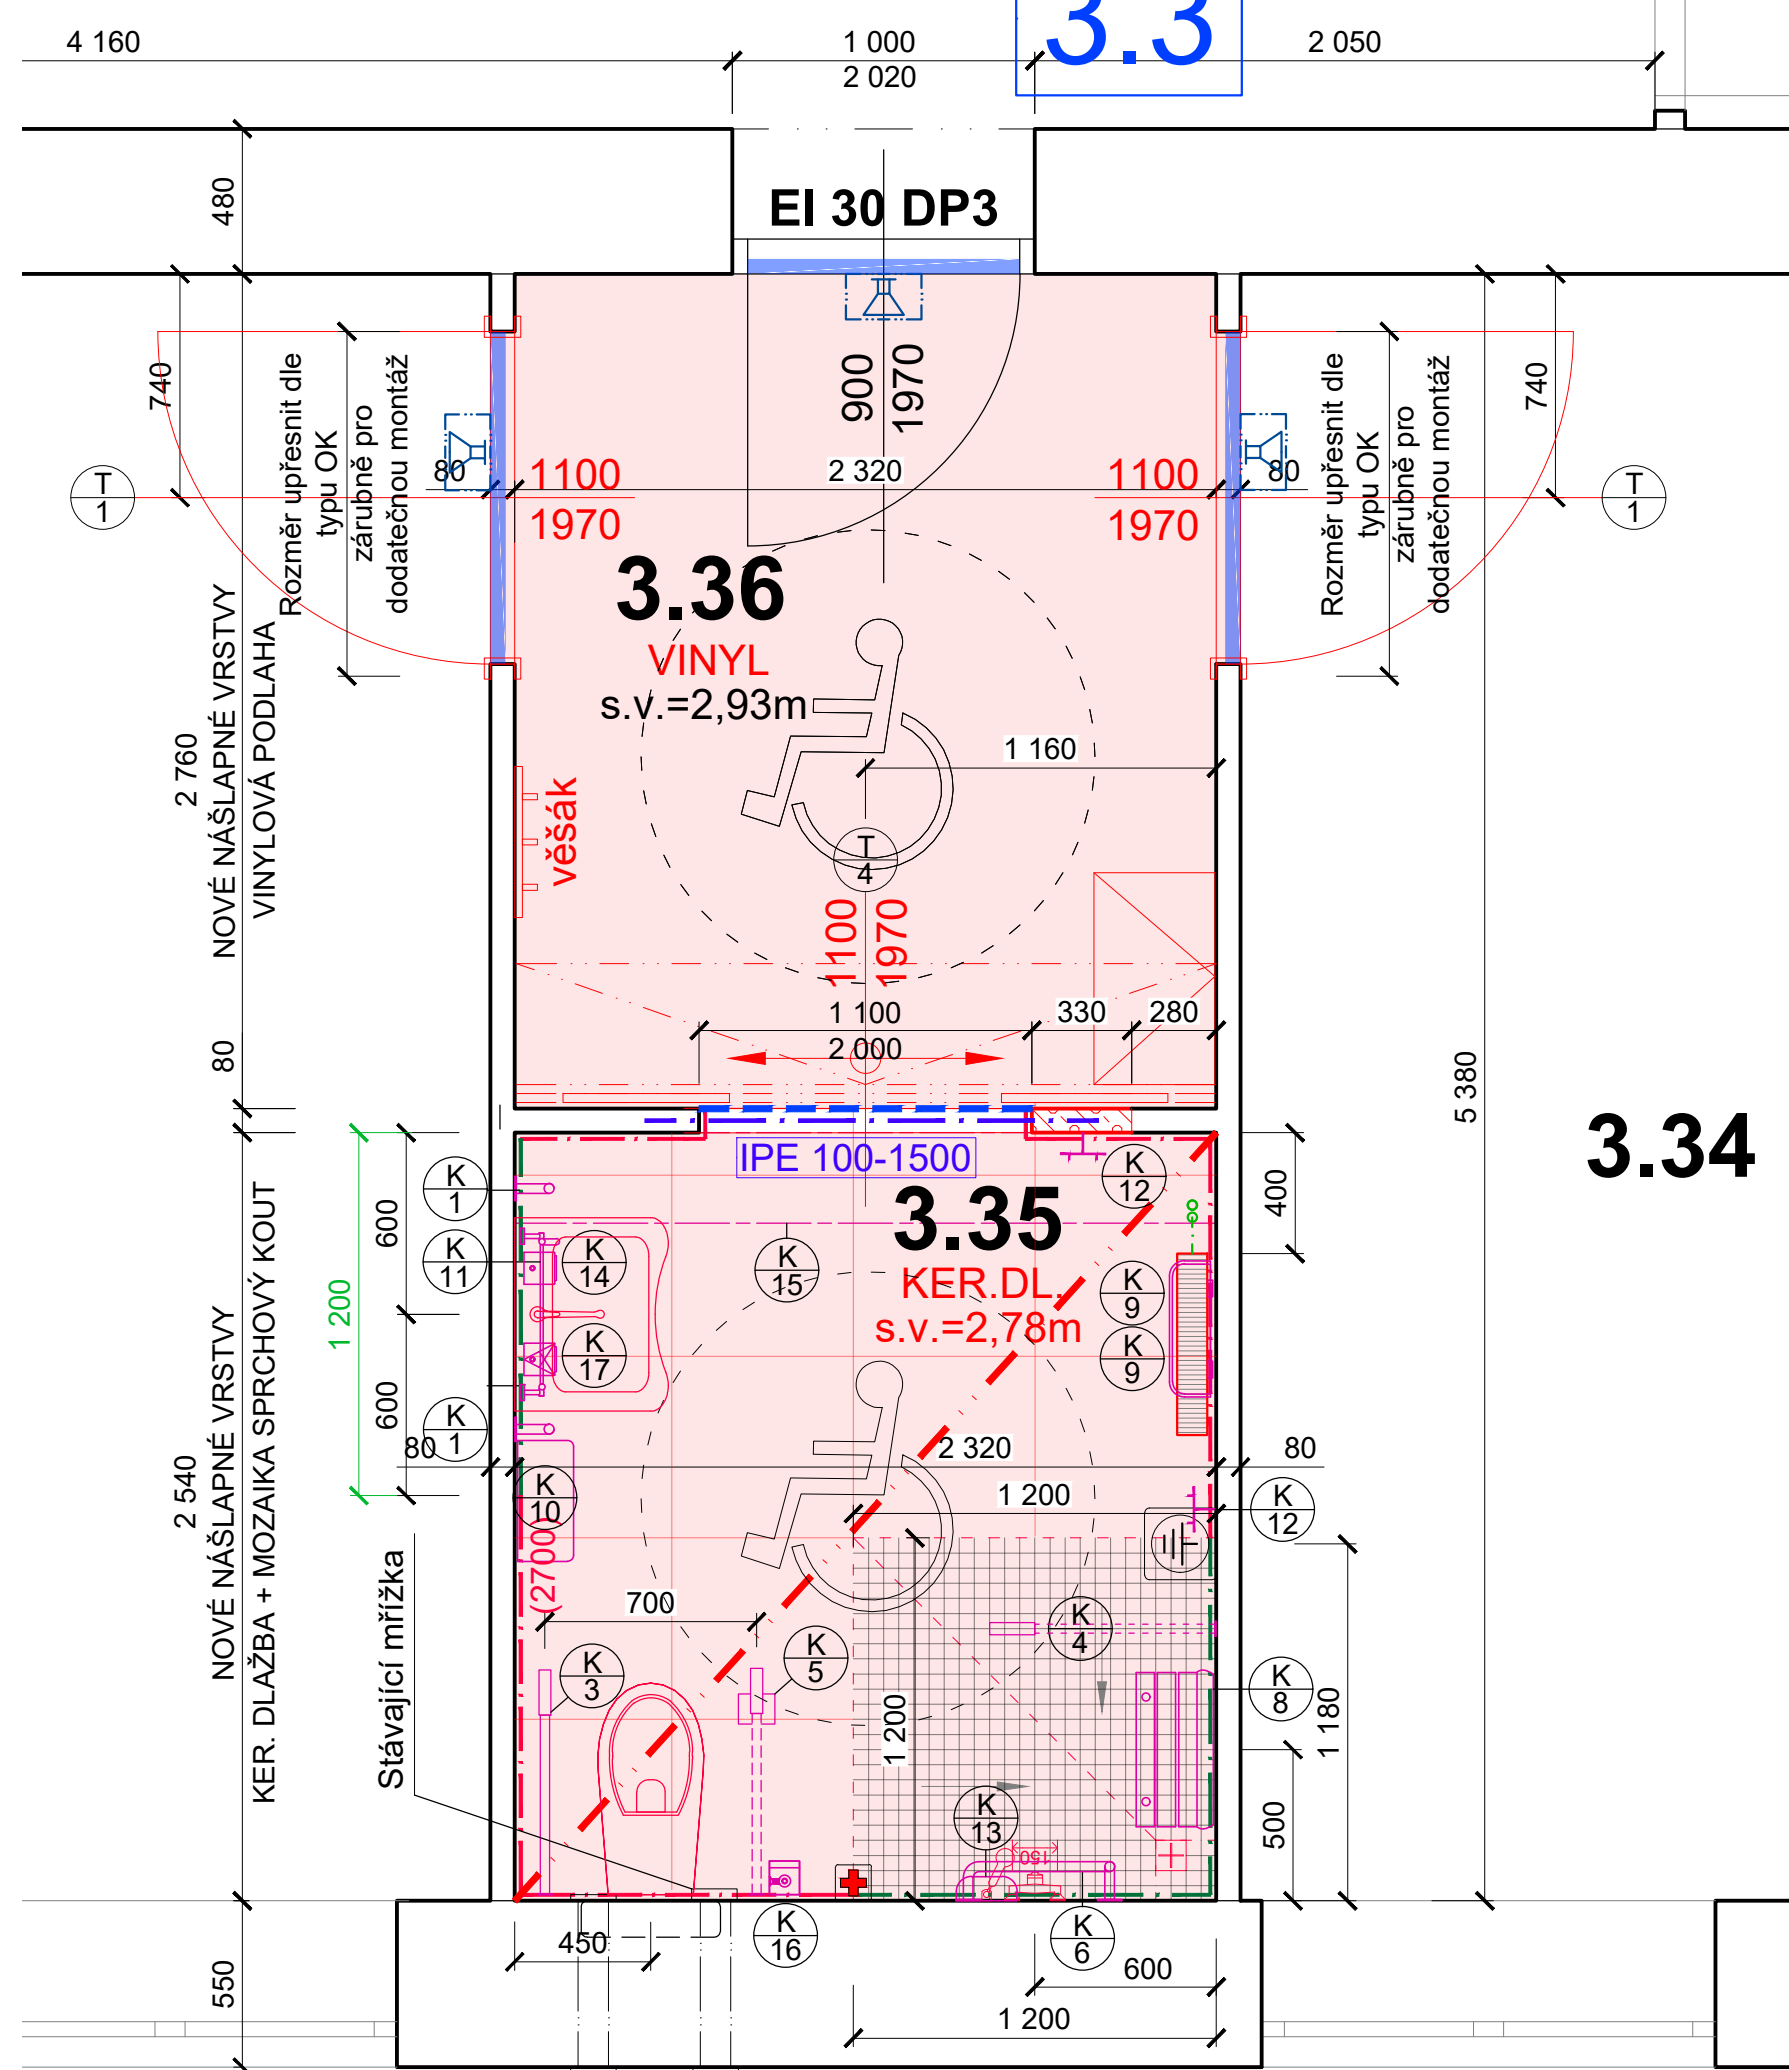 3.3
4 160
1 000
2 020
2 050
480
EI 30 DP3
740
Rozměr upřesnit dle
typu OK
zárubně pro
dodatečnou montáž
900
1970
Rozměr upřesnit dle
typu OK
zárubně pro
dodatečnou montáž
740
T
1
80
1100
1970
2 320
1100
1970
80
T
1
3.36
VINYL
s.v.=2,93m
2 760
NOVÉ NÁŠLAPNÉ VRSTVY
VINYLOVÁ PODLAHA
1 160
věšák
T
4
1100
1970
1 100
2 000
330
280
80
5 380
3.34
IPE 100-1500
3.35
KER.DL.
s.v.=2,78m
K
12
400
K
1
600
K
11
K
14
K
15
1 200
K
9
K
9
K
17
600
K
1
80
2 320
80
K
10
(2700)
1 200
K
12
2 540
NOVÉ NÁŠLAPNÉ VRSTVY
KER. DLAŽBA + MOZAIKA SPRCHOVÝ KOUT
Stávající mřížka
700
K
3
K
5
K
4
K
8
1 200
1 180
500
K
13
150
K
16
K
6
450
600
550
1 200